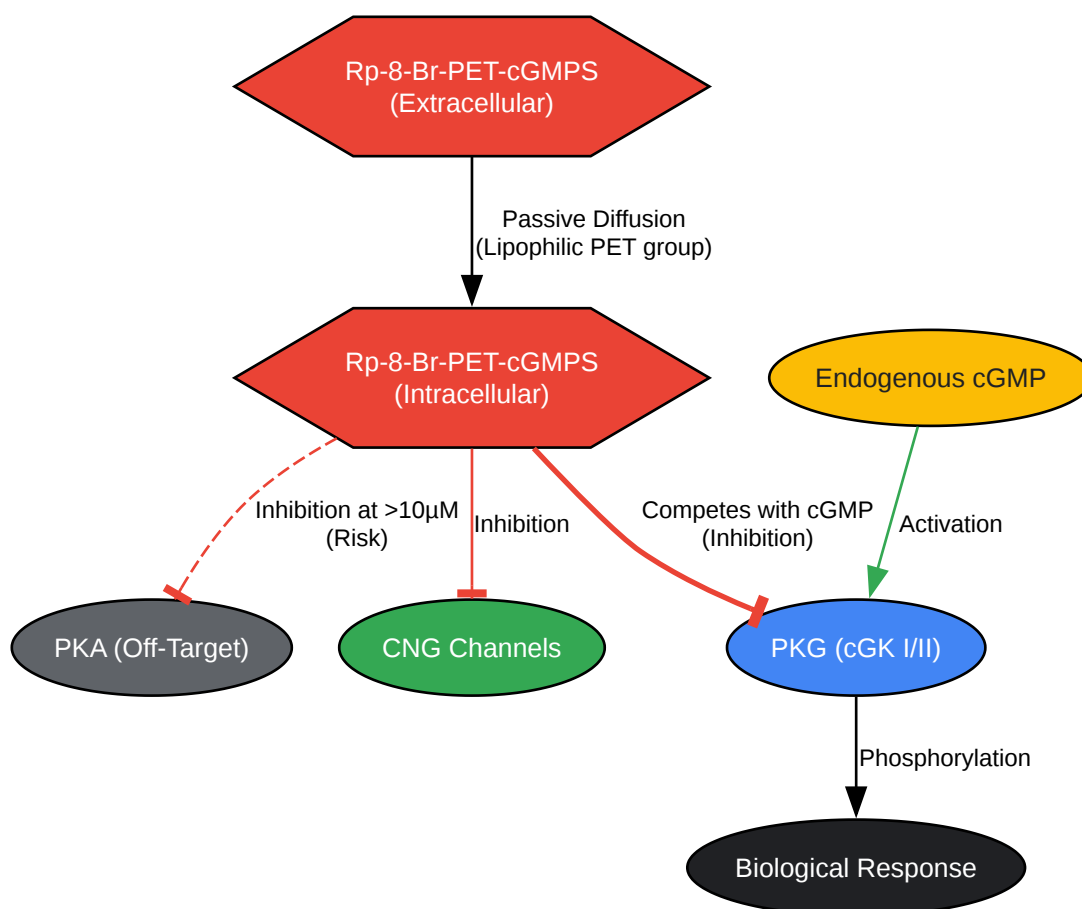 Rp-8-Br-PET-cGMPS
(Extracellular)
Passive Diffusion
(Lipophilic PET group)
Rp-8-Br-PET-cGMPS
(Intracellular)
Endogenous cGMP
Inhibition at >10µM
(Risk)
Inhibition
Competes with cGMP
(Inhibition)
Activation
PKA (Off-Target)
CNG Channels
PKG (cGK I/II)
Phosphorylation
Biological Response